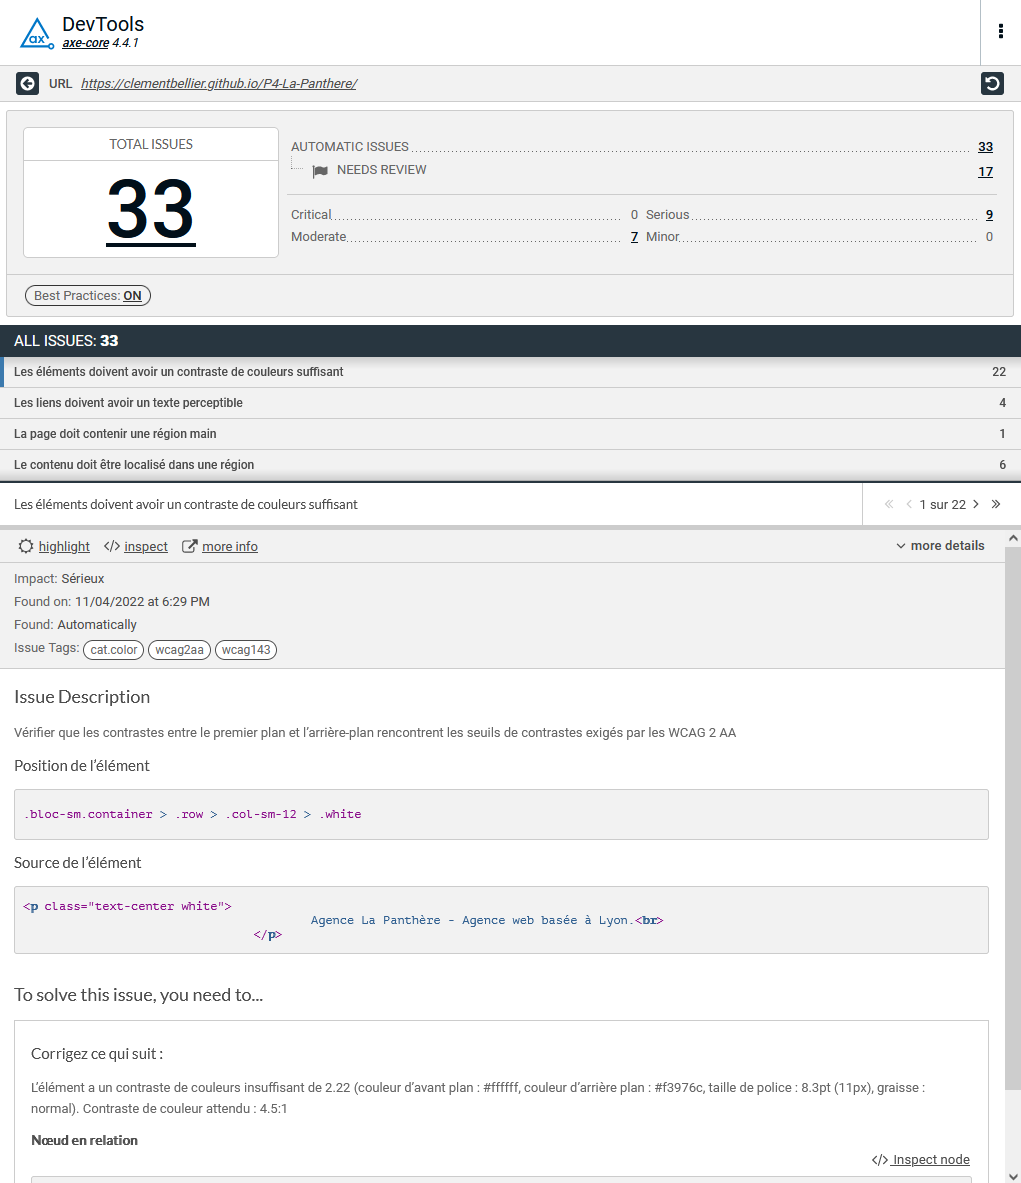 DevTools
axe-core 4.4.1
URL https://clementbellier.github.io/P4-La-Panthere/
TOTAL ISSUES
33
AUTOMATIC ISSUES 33
NEEDS REVIEW 17
Critical 0 Serious 9
Moderate 7 Minor 0
Best Practices: ON
ALL ISSUES: 33
Les éléments doivent avoir un contraste de couleurs suffisant 22
Les liens doivent avoir un texte perceptible 4
La page doit contenir une région main 1
Le contenu doit être localisé dans une région 6
Les éléments doivent avoir un contraste de couleurs suffisant « < 1 sur 22 > »
highlight </> inspect more info more details
Impact: Sérieux
Found on: 11/04/2022 at 6:29 PM
Found: Automatically
Issue Tags: cat.color wcag2aa wcag143
Issue Description
Vérifier que les contrastes entre le premier plan et l’arrière-plan rencontrent les seuils de contrastes exigés par les WCAG 2 AA
Position de l’élément
.bloc-sm.container > .row > .col-sm-12 > .white
Source de l’élément
<p class="text-center white">
Agence La Panthère - Agence web basée à Lyon.<br>
</p>
To solve this issue, you need to...
Corrigez ce qui suit :
L’élément a un contraste de couleurs insuffisant de 2.22 (couleur d’avant plan : #ffffff, couleur d’arrière plan : #f3976c, taille de police : 8.3pt (11px), graisse :
normal). Contraste de couleur attendu : 4.5:1
Nœud en relation
</> Inspect node